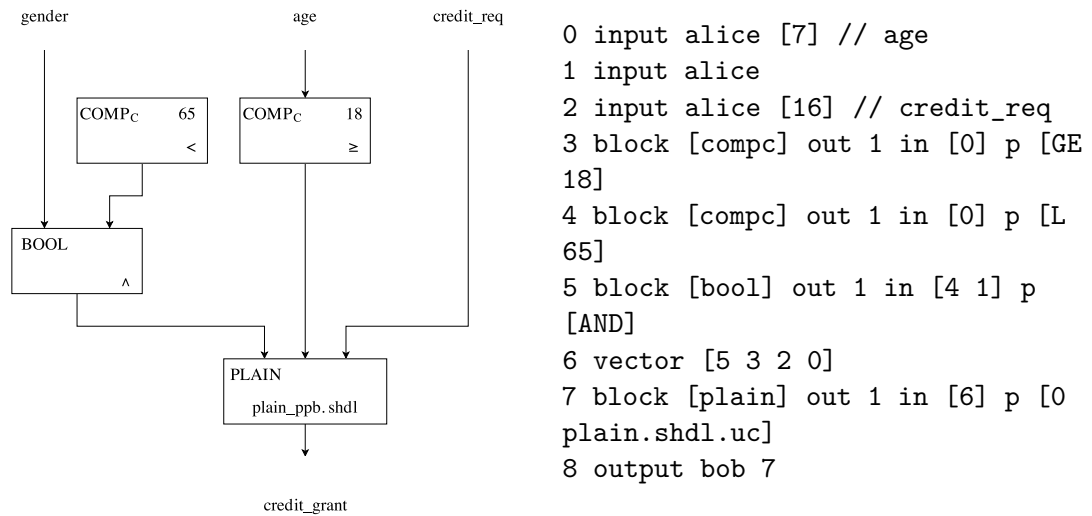 gender
age
credit_req
COMPC 65
<
COMPC 18
≥
BOOL
∧
PLAIN
plain_ppb.shdl
credit_grant
0 input alice [7] // age
1 input alice
2 input alice [16] // credit_req
3 block [compc] out 1 in [0] p [GE
18]
4 block [compc] out 1 in [0] p [L
65]
5 block [bool] out 1 in [4 1] p
[AND]
6 vector [5 3 2 0]
7 block [plain] out 1 in [6] p [0
plain.shdl.uc]
8 output bob 7